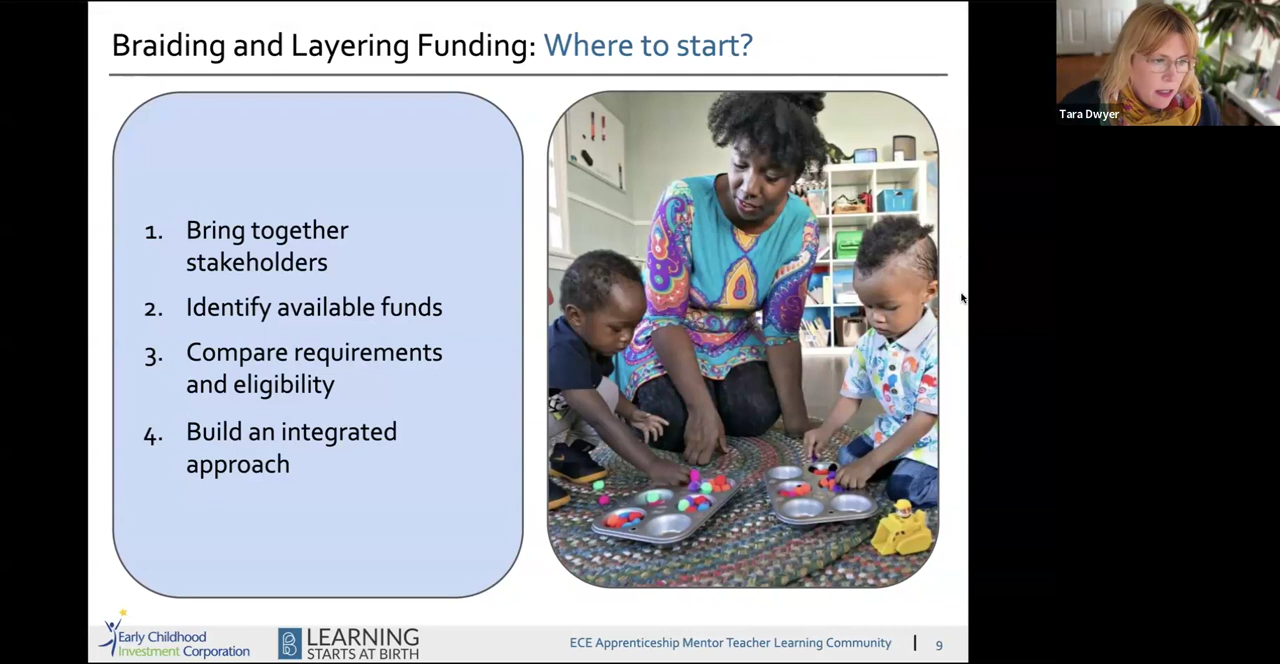 Braiding and Layering Funding: Where to start?
1. Bring together
stakeholders
2. Identify available funds
3. Compare requirements
and eligibility
4. Build an integrated
approach
Early Childhood
Investment Corporation
LEARNING
STARTS AT BIRTH
ECE Apprenticeship Mentor Teacher Learning Community | 9
Tara Dwyer